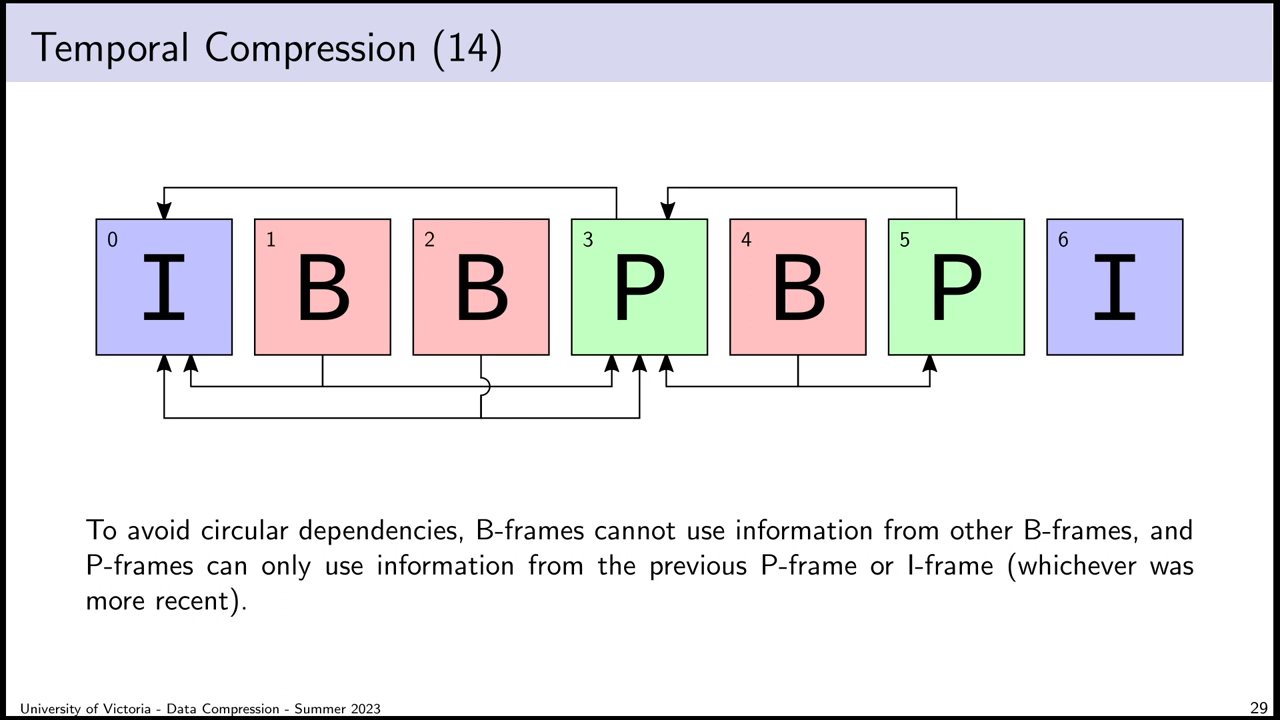 Temporal Compression (14)
0 1 2 3 4 5 6
I B B P B P I
To avoid circular dependencies, B-frames cannot use information from other B-frames, and
P-frames can only use information from the previous P-frame or I-frame (whichever was
more recent).
University of Victoria - Data Compression - Summer 2023
29